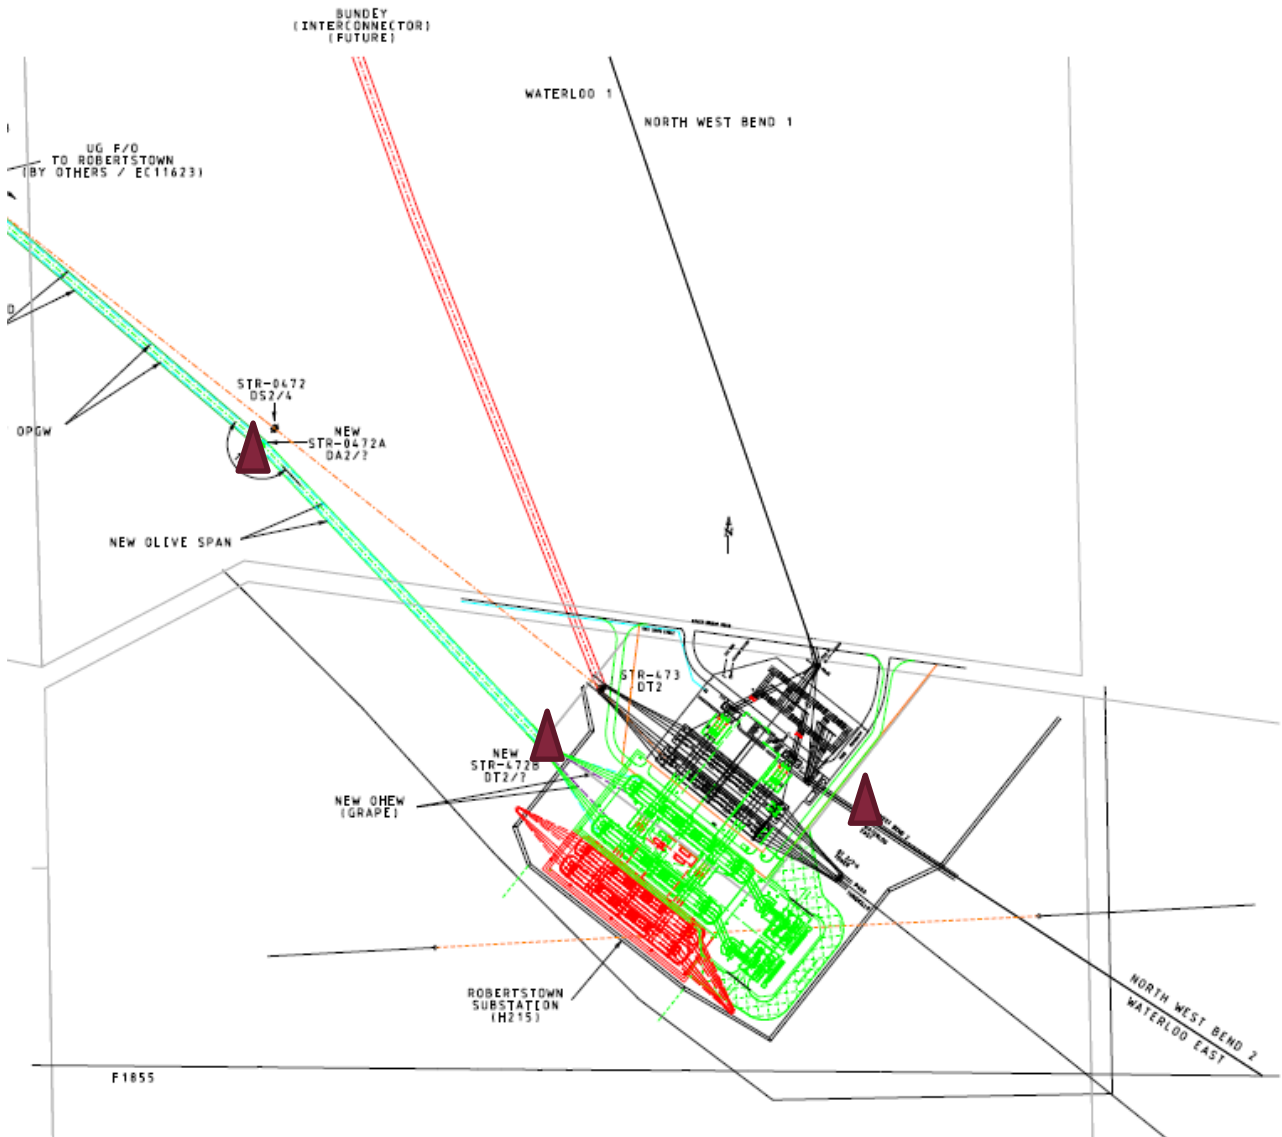 BUNDEY
(INTERCONNECTOR)
(FUTURE)
WATERLOO 1
NORTH WEST BEND 1
UG F/O
TO ROBERTSTOWN
(BY OTHERS / EC11623)
STR-0472
DS2/4
OPGW
NEW
STR-0472A
DA2/?
NEW OLIVE SPAN
N
STR-473
DT2
NEW
STR-472B
DT2/?
NEW OHEW
(GRAPE)
ROBERTSTOWN
SUBSTATION
(H215)
NORTH WEST BEND 2
WATERLOO EAST
F1855